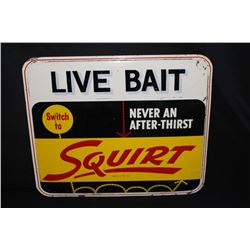 LIVE BAIT
Switch
to
NEVER AN
AFTER-THIRST
SQUIRT